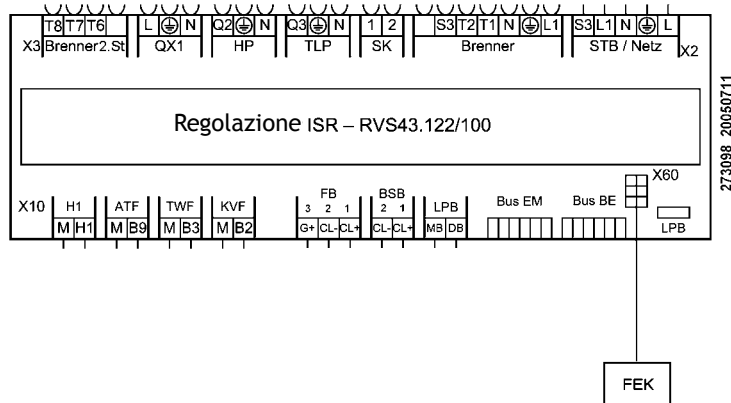 T8 T7 T6 L N Q2 N Q3 N 1 2 S3 T2 T1 N L1 S3 L1 N L
X3 Brenner2.St QX1 HP TLP SK Brenner STB / Netz X2
Regolazione ISR – RVS43.122/100
273098 20050711
X60
X10 H1 ATF TWF KVF FB BSB LPB Bus EM Bus BE
3 2 1 2 1
M H1 M B9 M B3 M B2 G+ CL- CL+ CL- CL+ MB DB LPB
FEK